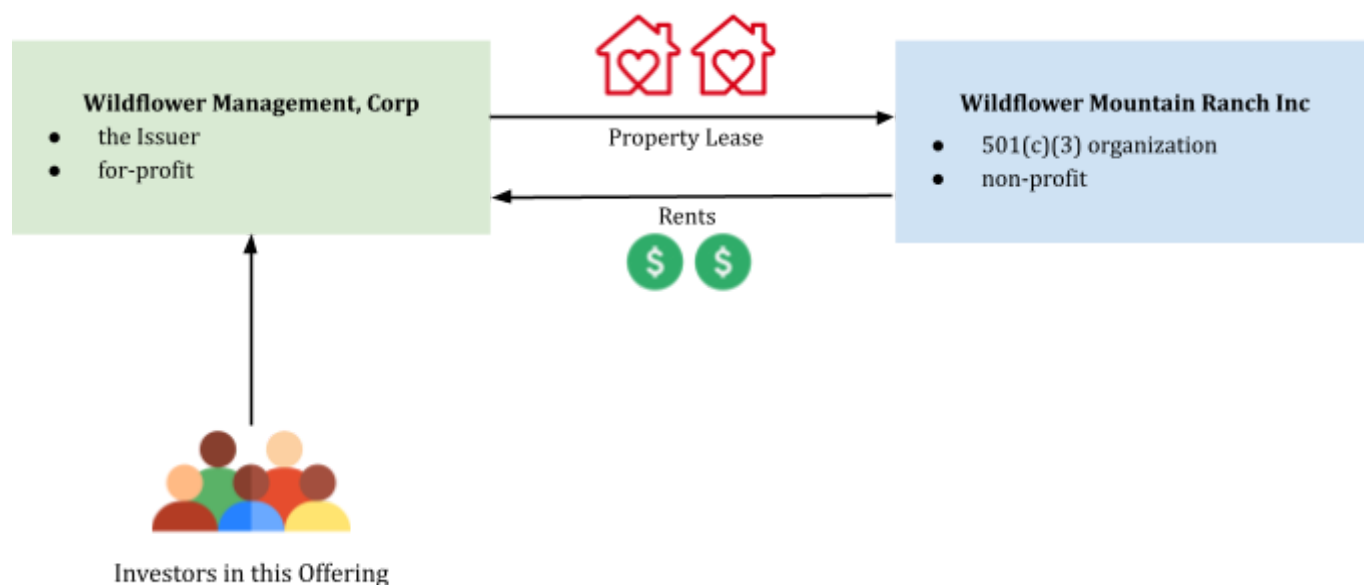 Wildflower Management, Corp
● the Issuer
● for-profit
Property Lease
Rents
$ $
Wildflower Mountain Ranch Inc
● 501(c)(3) organization
● non-profit
Investors in this Offering